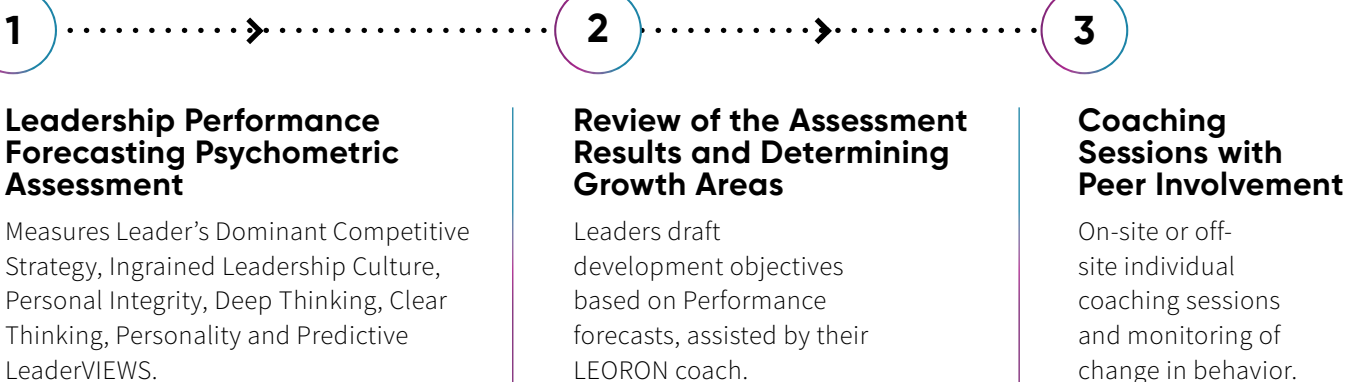 1
2
3
Leadership Performance
Forecasting Psychometric
Assessment
Measures Leader’s Dominant Competitive
Strategy, Ingrained Leadership Culture,
Personal Integrity, Deep Thinking, Clear
Thinking, Personality and Predictive
LeaderVIEWS.
Review of the Assessment
Results and Determining
Growth Areas
Leaders draft
development objectives
based on Performance
forecasts, assisted by their
LEORON coach.
Coaching
Sessions with
Peer Involvement
On-site or off-
site individual
coaching sessions
and monitoring of
change in behavior.